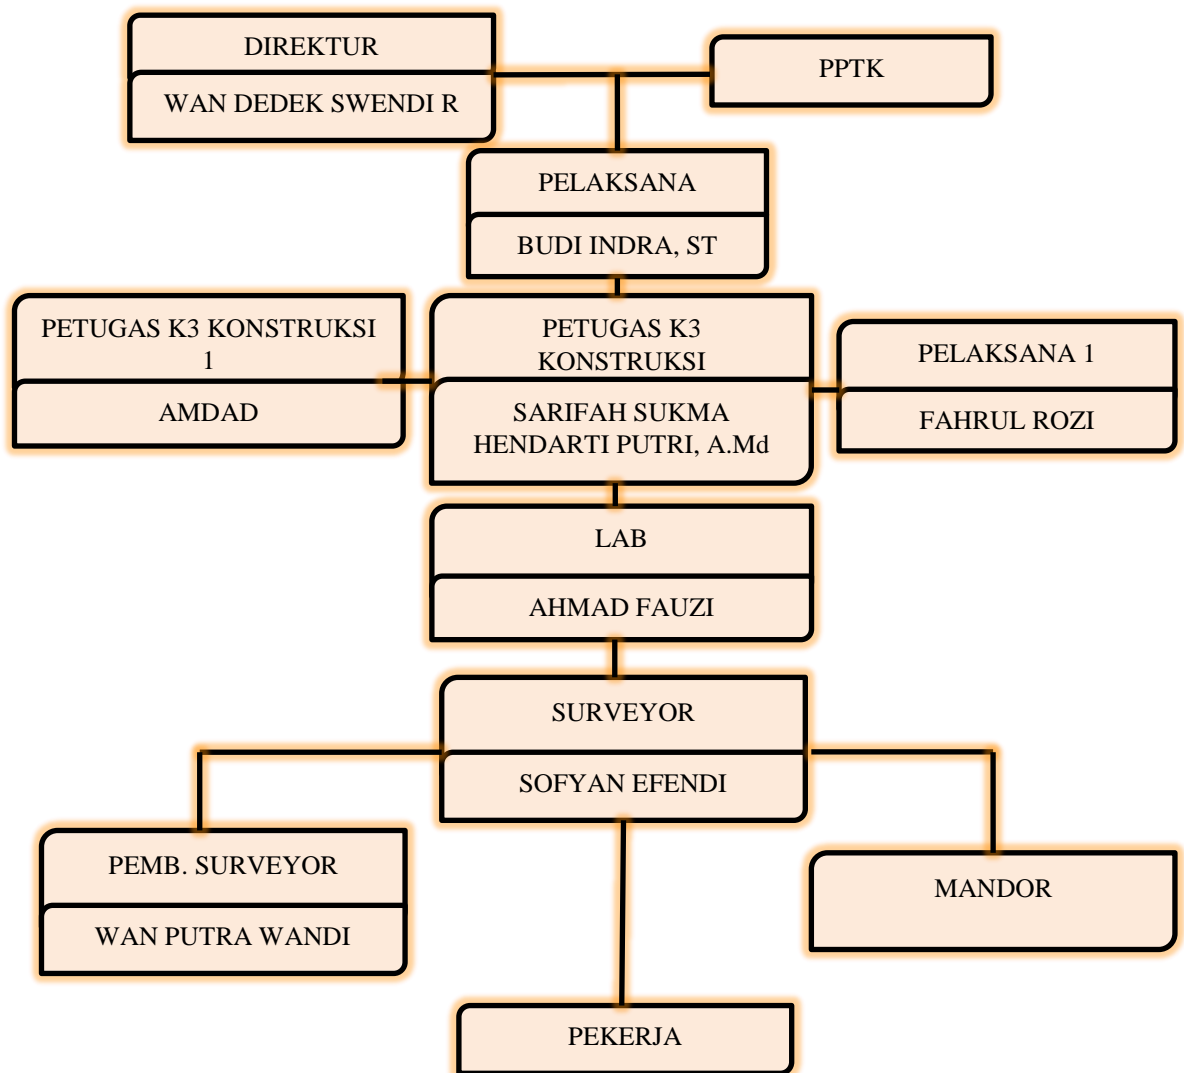 DIREKTUR
WAN DEDEK SWENDI R
PPTK
PELAKSANA
BUDI INDRA, ST
PETUGAS K3 KONSTRUKSI
1
AMDAD
PETUGAS K3
KONSTRUKSI
SARIFAH SUKMA
HENDARTI PUTRI, A.Md
PELAKSANA 1
FAHRUL ROZI
LAB
AHMAD FAUZI
SURVEYOR
SOFYAN EFENDI
PEMB. SURVEYOR
WAN PUTRA WANDI
MANDOR
PEKERJA